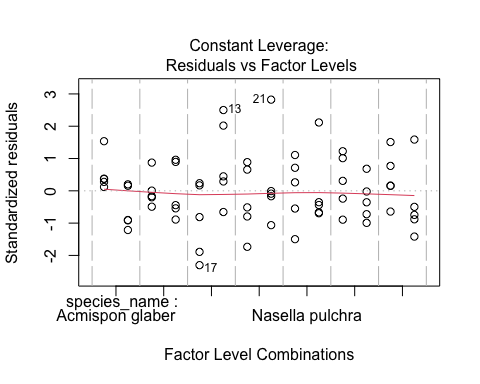 Constant Leverage:
Residuals vs Factor Levels
Standardized residuals
3
2
1
0
-1
-2
13
21
17
species_name :
Acmispon glaber
Nasella pulchra
Factor Level Combinations